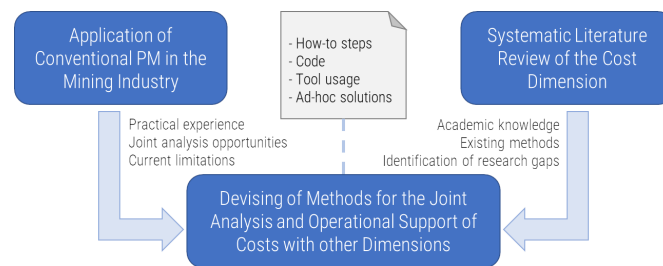 Application of
Conventional PM in the
Mining Industry
- How-to steps
- Code
- Tool usage
- Ad-hoc solutions
Systematic Literature
Review of the Cost
Dimension
Practical experience
Joint analysis opportunities
Current limitations
Academic knowledge
Existing methods
Identification of research gaps
Devising of Methods for the Joint
Analysis and Operational Support of
Costs with other Dimensions